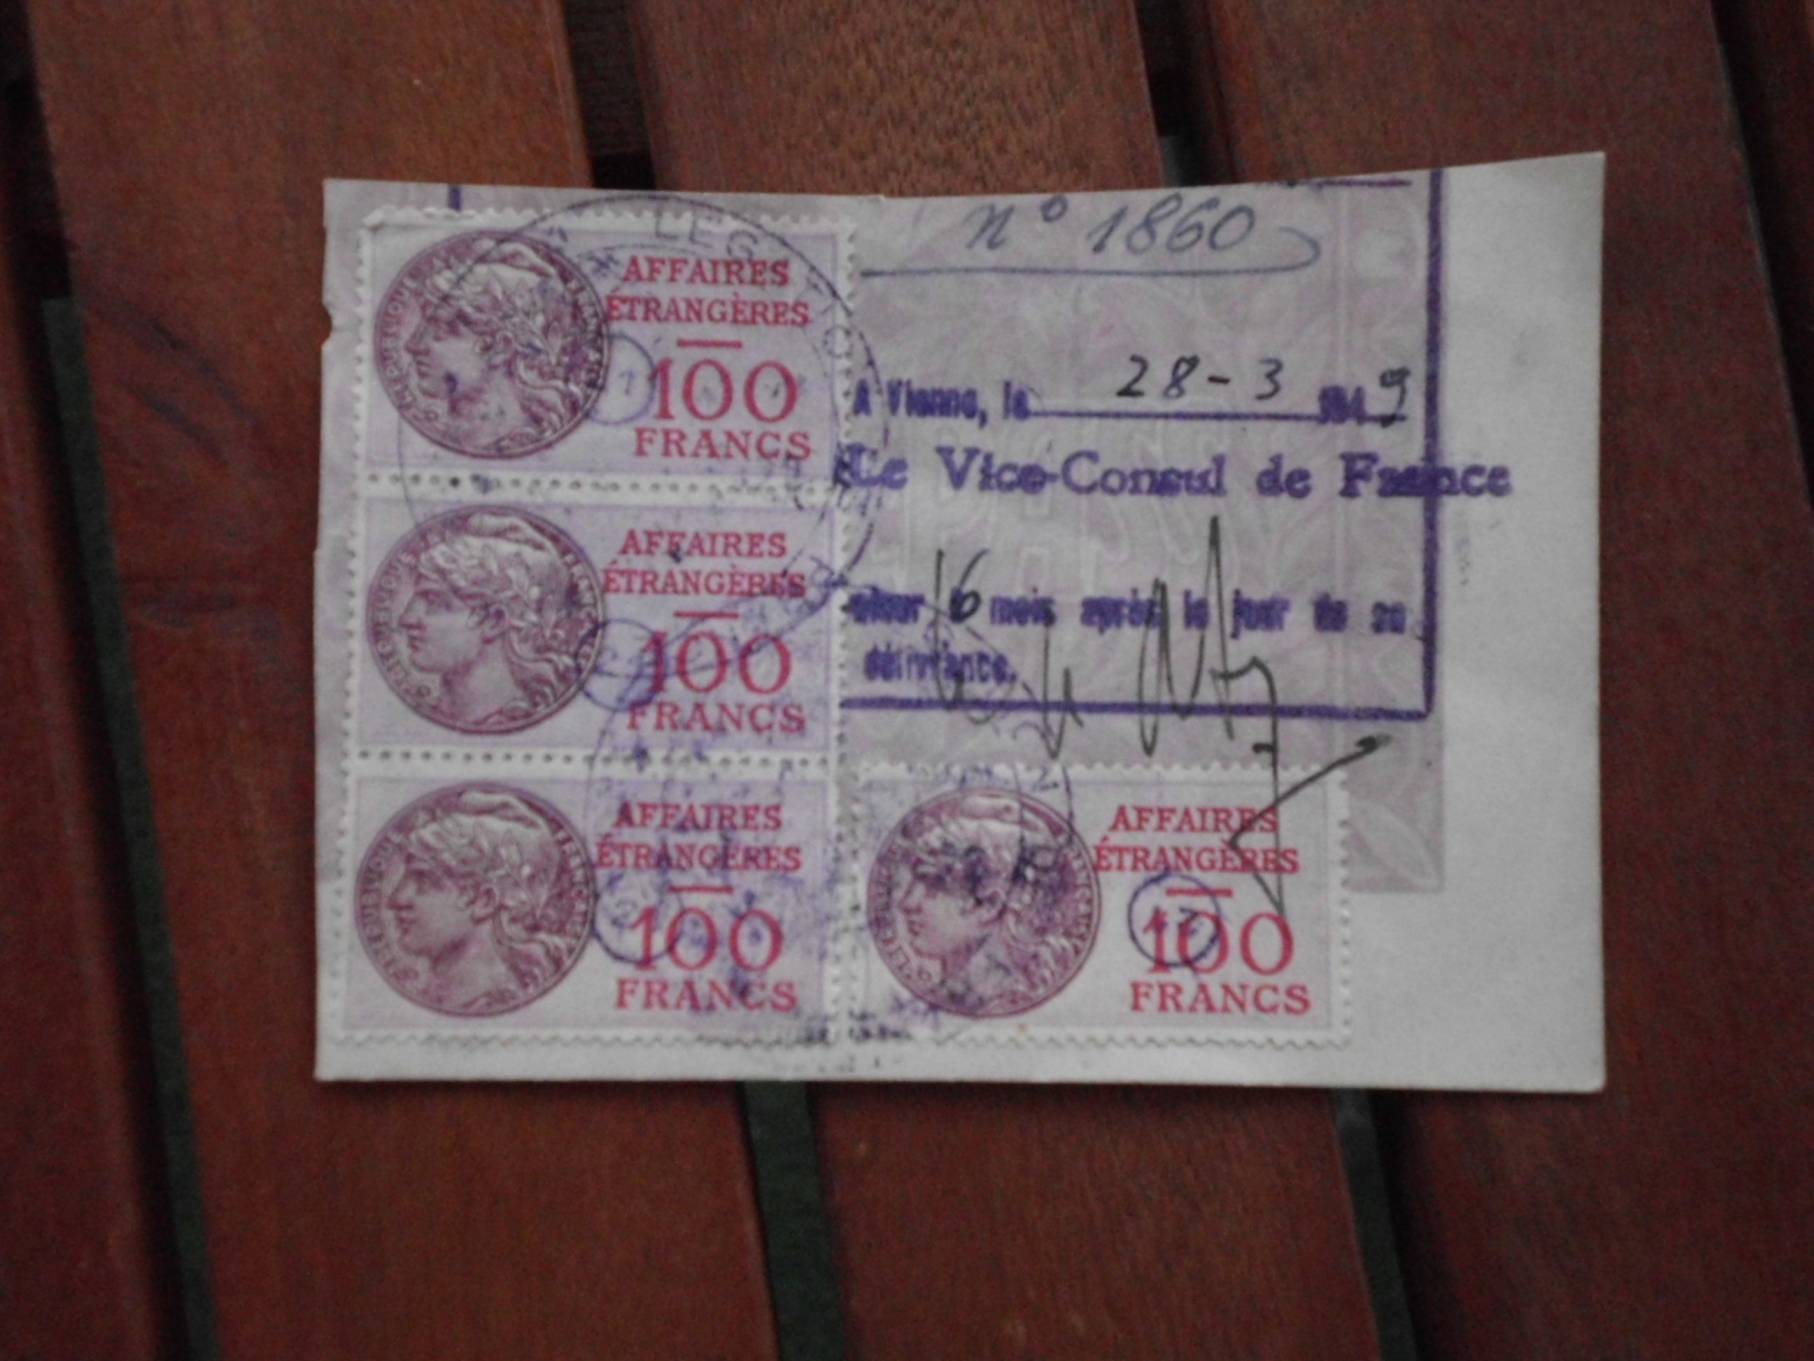 n° 1860
AFFAIRES
ÉTRANGÈRES
100
FRANCS
A Vienne, le 28-3 1949
Le Vice-Consul de France
AFFAIRES
ÉTRANGÈRES
100
FRANCS
mois après le jour de sa
délivrance.
AFFAIRES
ÉTRANGÈRES
100
FRANCS
AFFAIRES
ÉTRANGÈRES
100
FRANCS